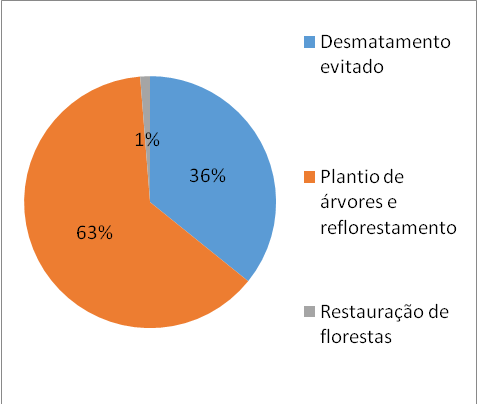 Desmatamento
evitado
1%
36%
Plantio de
árvores e
reflorestamento
63%
Restauração de
florestas